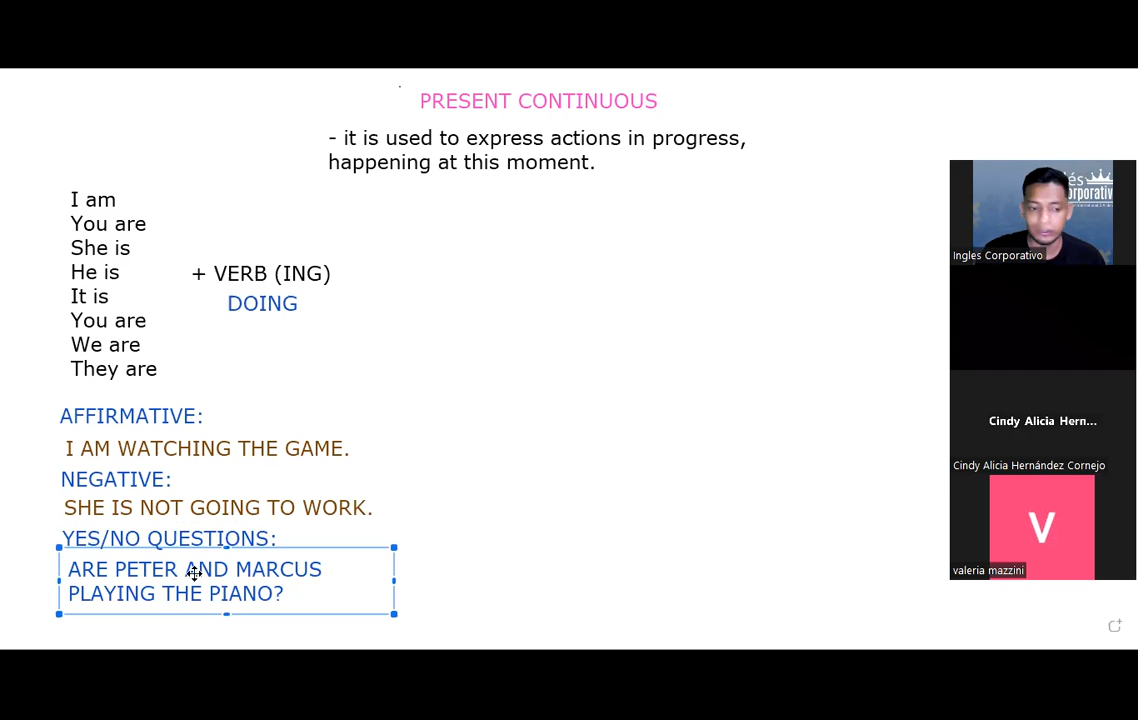 PRESENT CONTINUOUS
- it is used to express actions in progress,
happening at this moment.
I am
You are
She is
He is
It is
You are
We are
They are
+ VERB (ING)
DOING
AFFIRMATIVE:
I AM WATCHING THE GAME.
NEGATIVE:
SHE IS NOT GOING TO WORK.
YES/NO QUESTIONS:
ARE PETER AND MARCUS
PLAYING THE PIANO?
Ingles Corporativo
Cindy Alicia Hern...
Cindy Alicia Hernández Cornejo
V
valeria mazzini